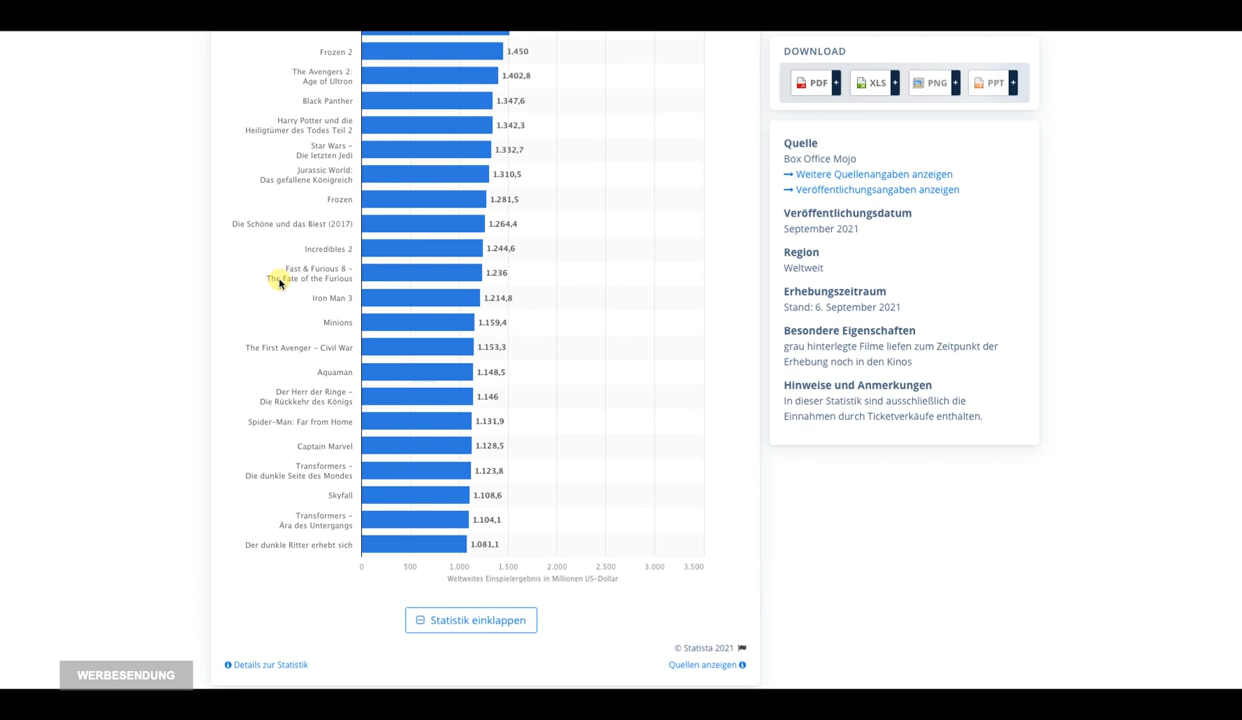 Frozen 2
1.450
The Avengers 2:
Age of Ultron
1.402,8
Black Panther
1.347,6
Harry Potter und die
Heiligtümer des Todes Teil 2
1.342,3
Star Wars –
Die letzten Jedi
1.332,7
Jurassic World:
Das gefallene Königreich
1.310,5
Frozen
1.281,5
Die Schöne und das Biest (2017)
1.264,4
Incredibles 2
1.244,6
Fast & Furious 8 –
The Fate of the Furious
1.236
Iron Man 3
1.214,8
Minions
1.159,4
The First Avenger – Civil War
1.153,3
Aquaman
1.148,5
Der Herr der Ringe –
Die Rückkehr des Königs
1.146
Spider-Man: Far from Home
1.131,9
Captain Marvel
1.128,5
Transformers –
Die dunkle Seite des Mondes
1.123,8
Skyfall
1.108,6
Transformers –
Ära des Untergangs
1.104,1
Der dunkle Ritter erhebt sich
1.081,1
0 500 1.000 1.500 2.000 2.500 3.000 3.500
Weltweites Einspielergebnis in Millionen US-Dollar
Statistik einklappen
© Statista 2021
Details zur Statistik
Quellen anzeigen
DOWNLOAD
PDF + XLS + PNG + PPT +
Quelle
Box Office Mojo
→ Weitere Quellenangaben anzeigen
→ Veröffentlichungsangaben anzeigen
Veröffentlichungsdatum
September 2021
Region
Weltweit
Erhebungszeitraum
Stand: 6. September 2021
Besondere Eigenschaften
grau hinterlegte Filme liefen zum Zeitpunkt der
Erhebung noch in den Kinos
Hinweise und Anmerkungen
In dieser Statistik sind ausschließlich die
Einnahmen durch Ticketverkäufe enthalten.
WERBESENDUNG